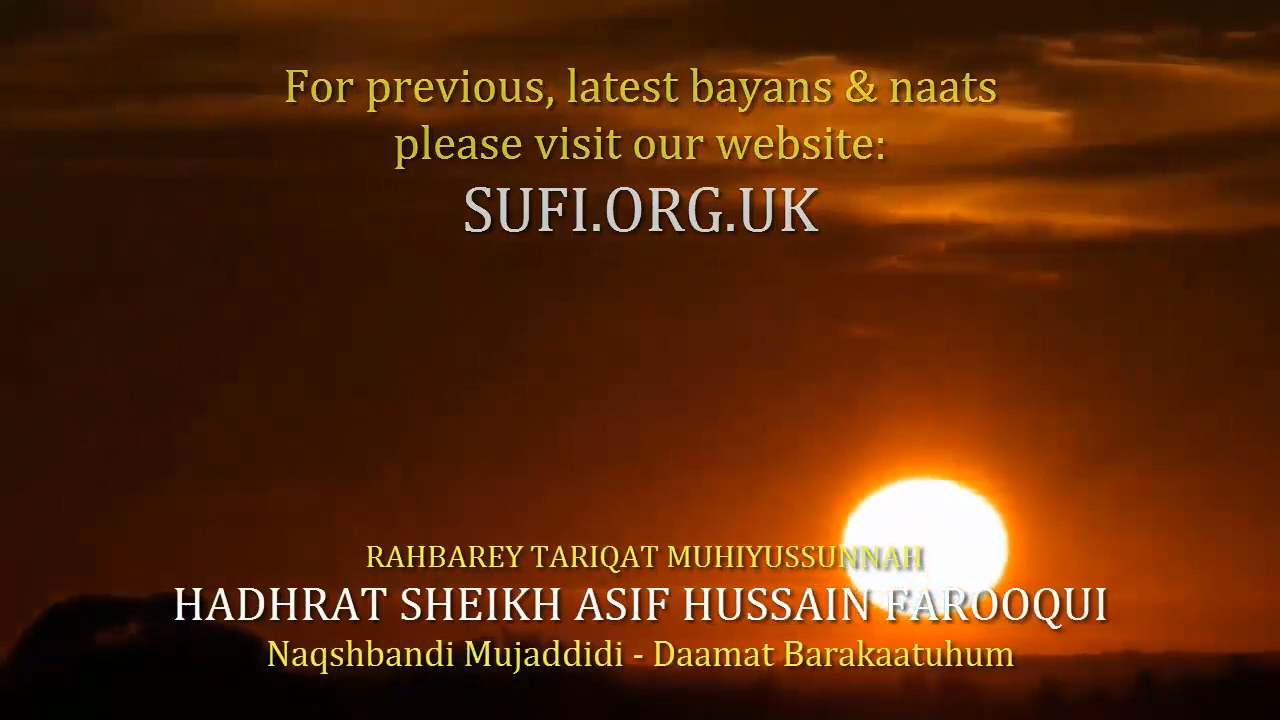 For previous, latest bayans & naats
please visit our website:
SUFI.ORG.UK
RAHBAREY TARIQAT MUHIYUSSUNNAH
HADHRAT SHEIKH ASIF HUSSAIN FAROOQUI
Naqshbandi Mujaddidi - Daamat Barakaatuhum